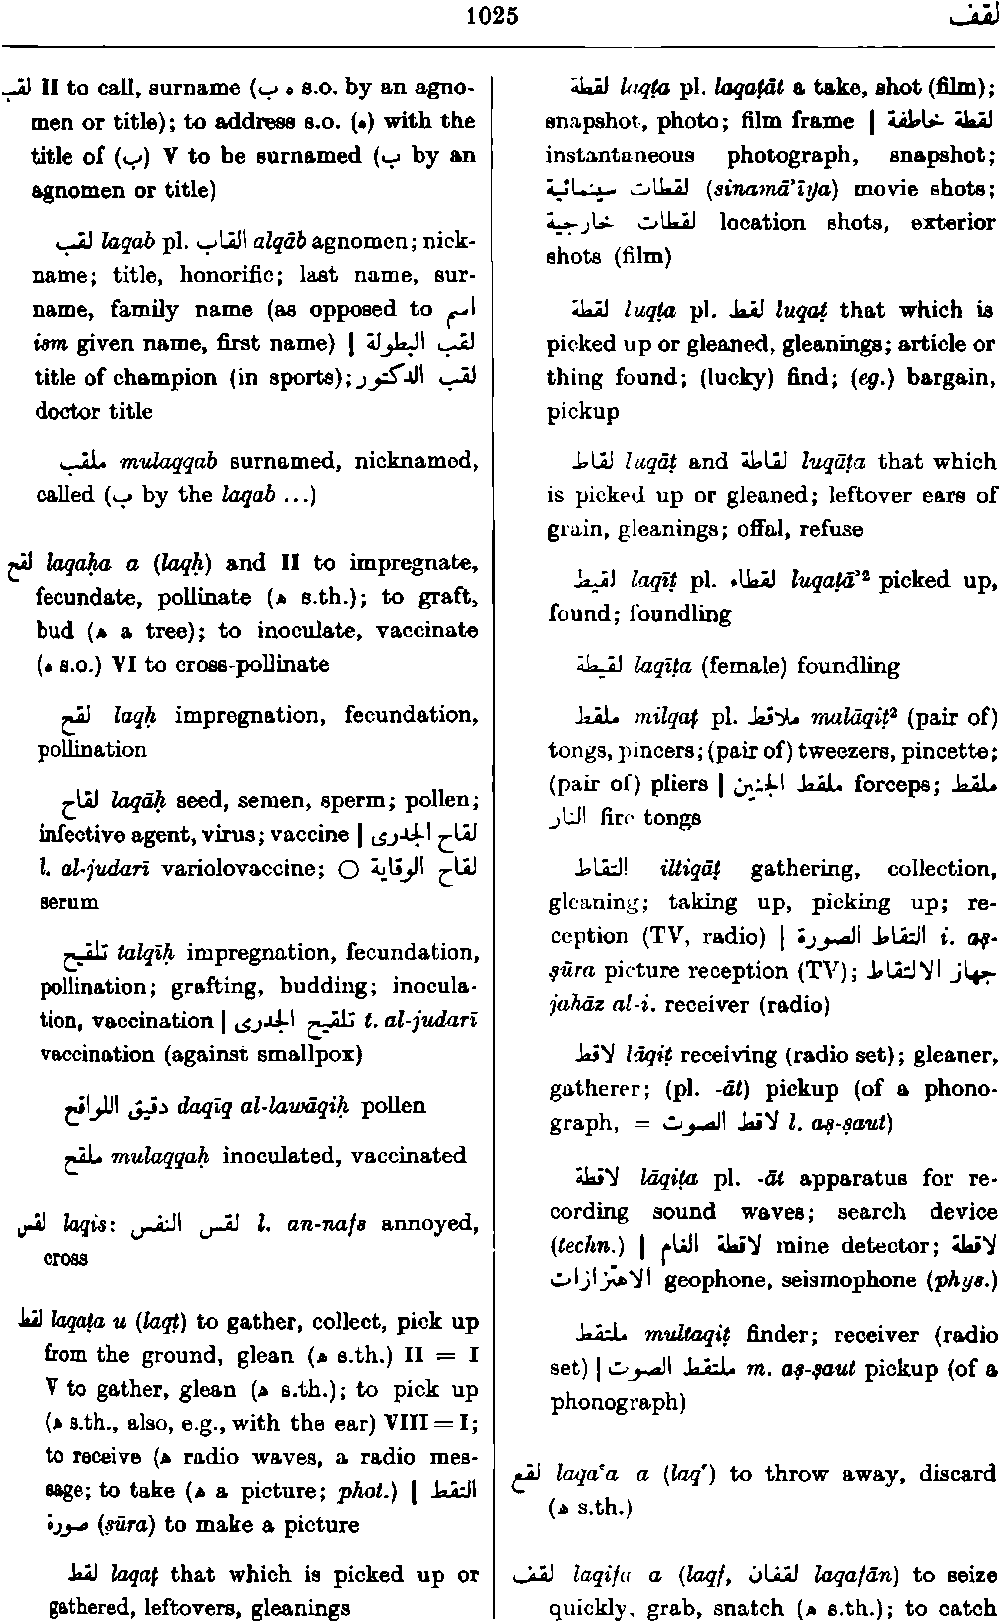 1025
لقف
لقب II to call, surname (ب ه s.o. by an agno-
men or title); to address s.o. (ه) with the
title of (ب) V to be surnamed (ب by an
agnomen or title)
لقب laqab pl. القاب alqāb agnomen; nick-
name; title, honorific; last name, sur-
name, family name (as opposed to اسم
ism given name, first name) | لقب البطولة
title of champion (in sports); لقب الدكتور
doctor title
ملقب mulaqqab surnamed, nicknamed,
called (ب by the laqab ...)
لقح laqaḥa a (laqḥ) and II to impregnate,
fecundate, pollinate (ه s.th.); to graft,
bud (ه a tree); to inoculate, vaccinate
(ه s.o.) VI to cross-pollinate
لقح laqḥ impregnation, fecundation,
pollination
لقاح laqāḥ seed, semen, sperm; pollen;
infective agent, virus; vaccine | لقاح الجدرى
l. al-judarī variolovaccine; ○ لقاح الوقاية
serum
تلقيح talqīḥ impregnation, fecundation,
pollination; grafting, budding; inocula-
tion, vaccination | تلقيح الجدرى t. al-judarī
vaccination (against smallpox)
دقيق اللواقح daqīq al-lawāqiḥ pollen
ملقح mulaqqaḥ inoculated, vaccinated
لقس laqis: لقس النفس l. an-nafs annoyed,
cross
لقط laqaṭa u (laqṭ) to gather, collect, pick up
from the ground, glean (ه s.th.) II = I
V to gather, glean (ه s.th.); to pick up
(ه s.th., also, e.g., with the ear) VIII = I;
to receive (ه radio waves, a radio mes-
sage; to take (ه a picture; phot.) | التقط
صورة (ṣūra) to make a picture
لقط laqaṭ that which is picked up or
gathered, leftovers, gleanings
لقطة luqṭa pl. laqaṭāt a take, shot (film);
snapshot, photo; film frame | لقطة خاطفة
instantaneous photograph, snapshot;
لقطات سينمائية (sinamā'īya) movie shots;
لقطات خارجية location shots, exterior
shots (film)
لقطة luqṭa pl. لقط luqaṭ that which is
picked up or gleaned, gleanings; article or
thing found; (lucky) find; (eg.) bargain,
pickup
لقاط luqāṭ and لقاطة luqāṭa that which
is picked up or gleaned; leftover ears of
grain, gleanings; offal, refuse
لقيط laqīṭ pl. لقطاء luqaṭā'² picked up,
found; foundling
لقيطة laqīṭa (female) foundling
ملقط milqaṭ pl. ملاقط malāqiṭ² (pair of)
tongs, pincers; (pair of) tweezers, pincette;
(pair of) pliers | ملقط الجنين forceps; ملقط
النار fire tongs
التقاط iltiqāṭ gathering, collection,
gleaning; taking up, picking up; re-
ception (TV, radio) | التقاط الصورة i. aṣ-
ṣūra picture reception (TV); جهاز الالتقاط
jahāz al-i. receiver (radio)
لاقط lāqiṭ receiving (radio set); gleaner,
gatherer; (pl. -āt) pickup (of a phono-
graph, = لاقط الصوت l. aṣ-ṣaut)
لاقطة lāqiṭa pl. -āt apparatus for re-
cording sound waves; search device
(techn.) | لاقطة الغام mine detector; لاقطة
الاهتزازات geophone, seismophone (phys.)
ملتقط multaqiṭ finder; receiver (radio
set) | ملتقط الصوت m. aṣ-ṣaut pickup (of a
phonograph)
لقع laqa‘a a (laq‘) to throw away, discard
(ه s.th.)
لقف laqifa a (laqf, لقفان laqafān) to seize
quickly, grab, snatch (ه s.th.); to catch